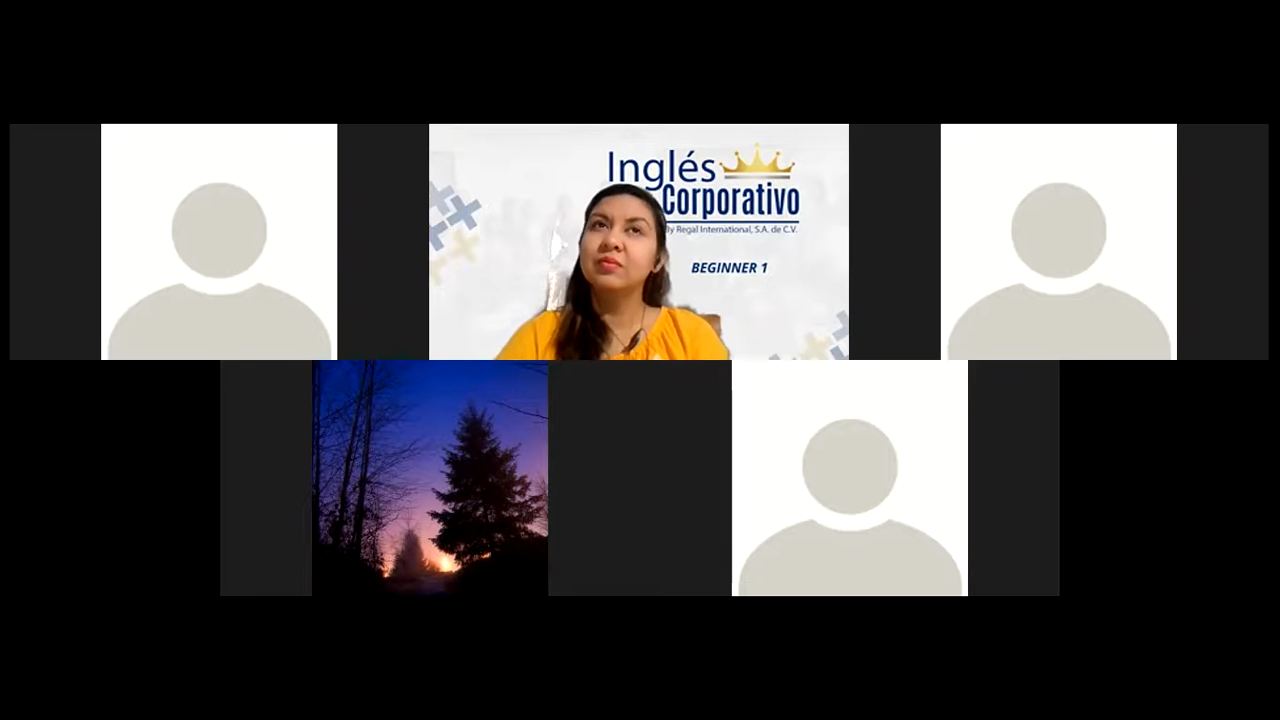 Inglés
Corporativo
By Regal International, S.A. de C.V.
BEGINNER 1